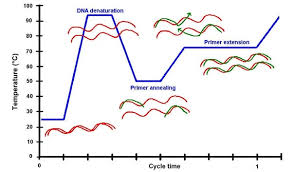 100
DNA denaturation
90
80
Primer extension
70
60
50
Primer annealing
40
30
20
10
0
Temperature (°C)
0
Cycle time
1